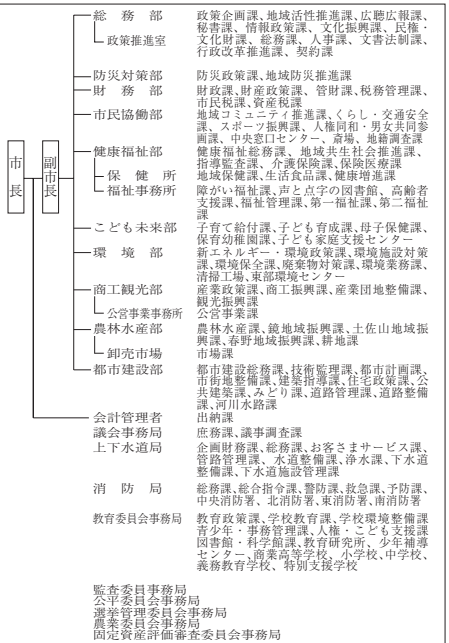 市長
副市長
総務部 政策企画課、地域活性推進課、広聴広報課、
秘書課、情報政策課、文化振興課、民権・
政策推進室 文化財課、総務課、人事課、文書法制課、
行政改革推進課、契約課
防災対策部 防災政策課、地域防災推進課
財務部 財政課、財産政策課、管財課、税務管理課、
市民税課、資産税課
市民協働部 地域コミュニティ推進課、くらし・交通安全
課、スポーツ振興課、人権同和・男女共同参
画課、中央窓口センター、斎場、地籍調査課
健康福祉部 健康福祉総務課、地域共生社会推進課、
指導監査課、介護保険課、保険医療課
保健所 地域保健課、生活食品課、健康増進課
福祉事務所 障がい福祉課、声と点字の図書館、高齢者
支援課、福祉管理課、第一福祉課、第二福祉
課
こども未来部 子育て給付課、子ども育成課、母子保健課、
保育幼稚園課、子ども家庭支援センター
環境部 新エネルギー・環境政策課、環境施設対策
課、環境保全課、廃棄物対策課、環境業務課、
清掃工場、東部環境センター
商工観光部 産業政策課、商工振興課、産業団地整備課、
観光振興課
公営事業事務所 公営事業課
農林水産部 農林水産課、鏡地域振興課、土佐山地域振
興課、春野地域振興課、耕地課
卸売市場 市場課
都市建設部 都市建設総務課、技術監理課、都市計画課、
市街地整備課、建築指導課、住宅政策課、公
共建築課、みどり課、道路管理課、道路整備
課、河川水路課
会計管理者 出納課
議会事務局 庶務課、議事調査課
上下水道局 企画財務課、総務課、お客さまサービス課、
管路管理課、水道整備課、浄水課、下水道
整備課、下水道施設管理課
消防局 総務課、総合指令課、警防課、救急課、予防課、
中央消防署、北消防署、東消防署、南消防署
教育委員会事務局 教育政策課、学校教育課、学校環境整備課
青少年・事務管理課、人権・こども支援課
図書館・科学館課、教育研究所、少年補導
センター、商業高等学校、小学校、中学校、
義務教育学校、特別支援学校
監査委員事務局
公平委員会事務局
選挙管理委員会事務局
農業委員会事務局
固定資産評価審査委員会事務局